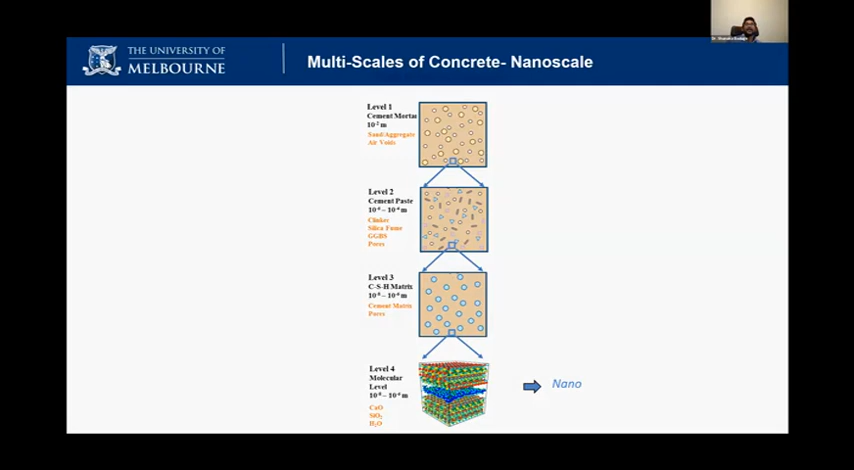 THE UNIVERSITY OF
MELBOURNE
Multi-Scales of Concrete- Nanoscale
Level 1
Cement Mortar
10⁻² m
Sand/Aggregate
Air Voids
Level 2
Cement Paste
m
Clinker
Silica Fume
GGBS
Pores
Level 3
C-S-H Matrix
m
Cement Matrix
Pores
Level 4
Molecular
Level
m
CaO
SiO₂
H₂O
Nano